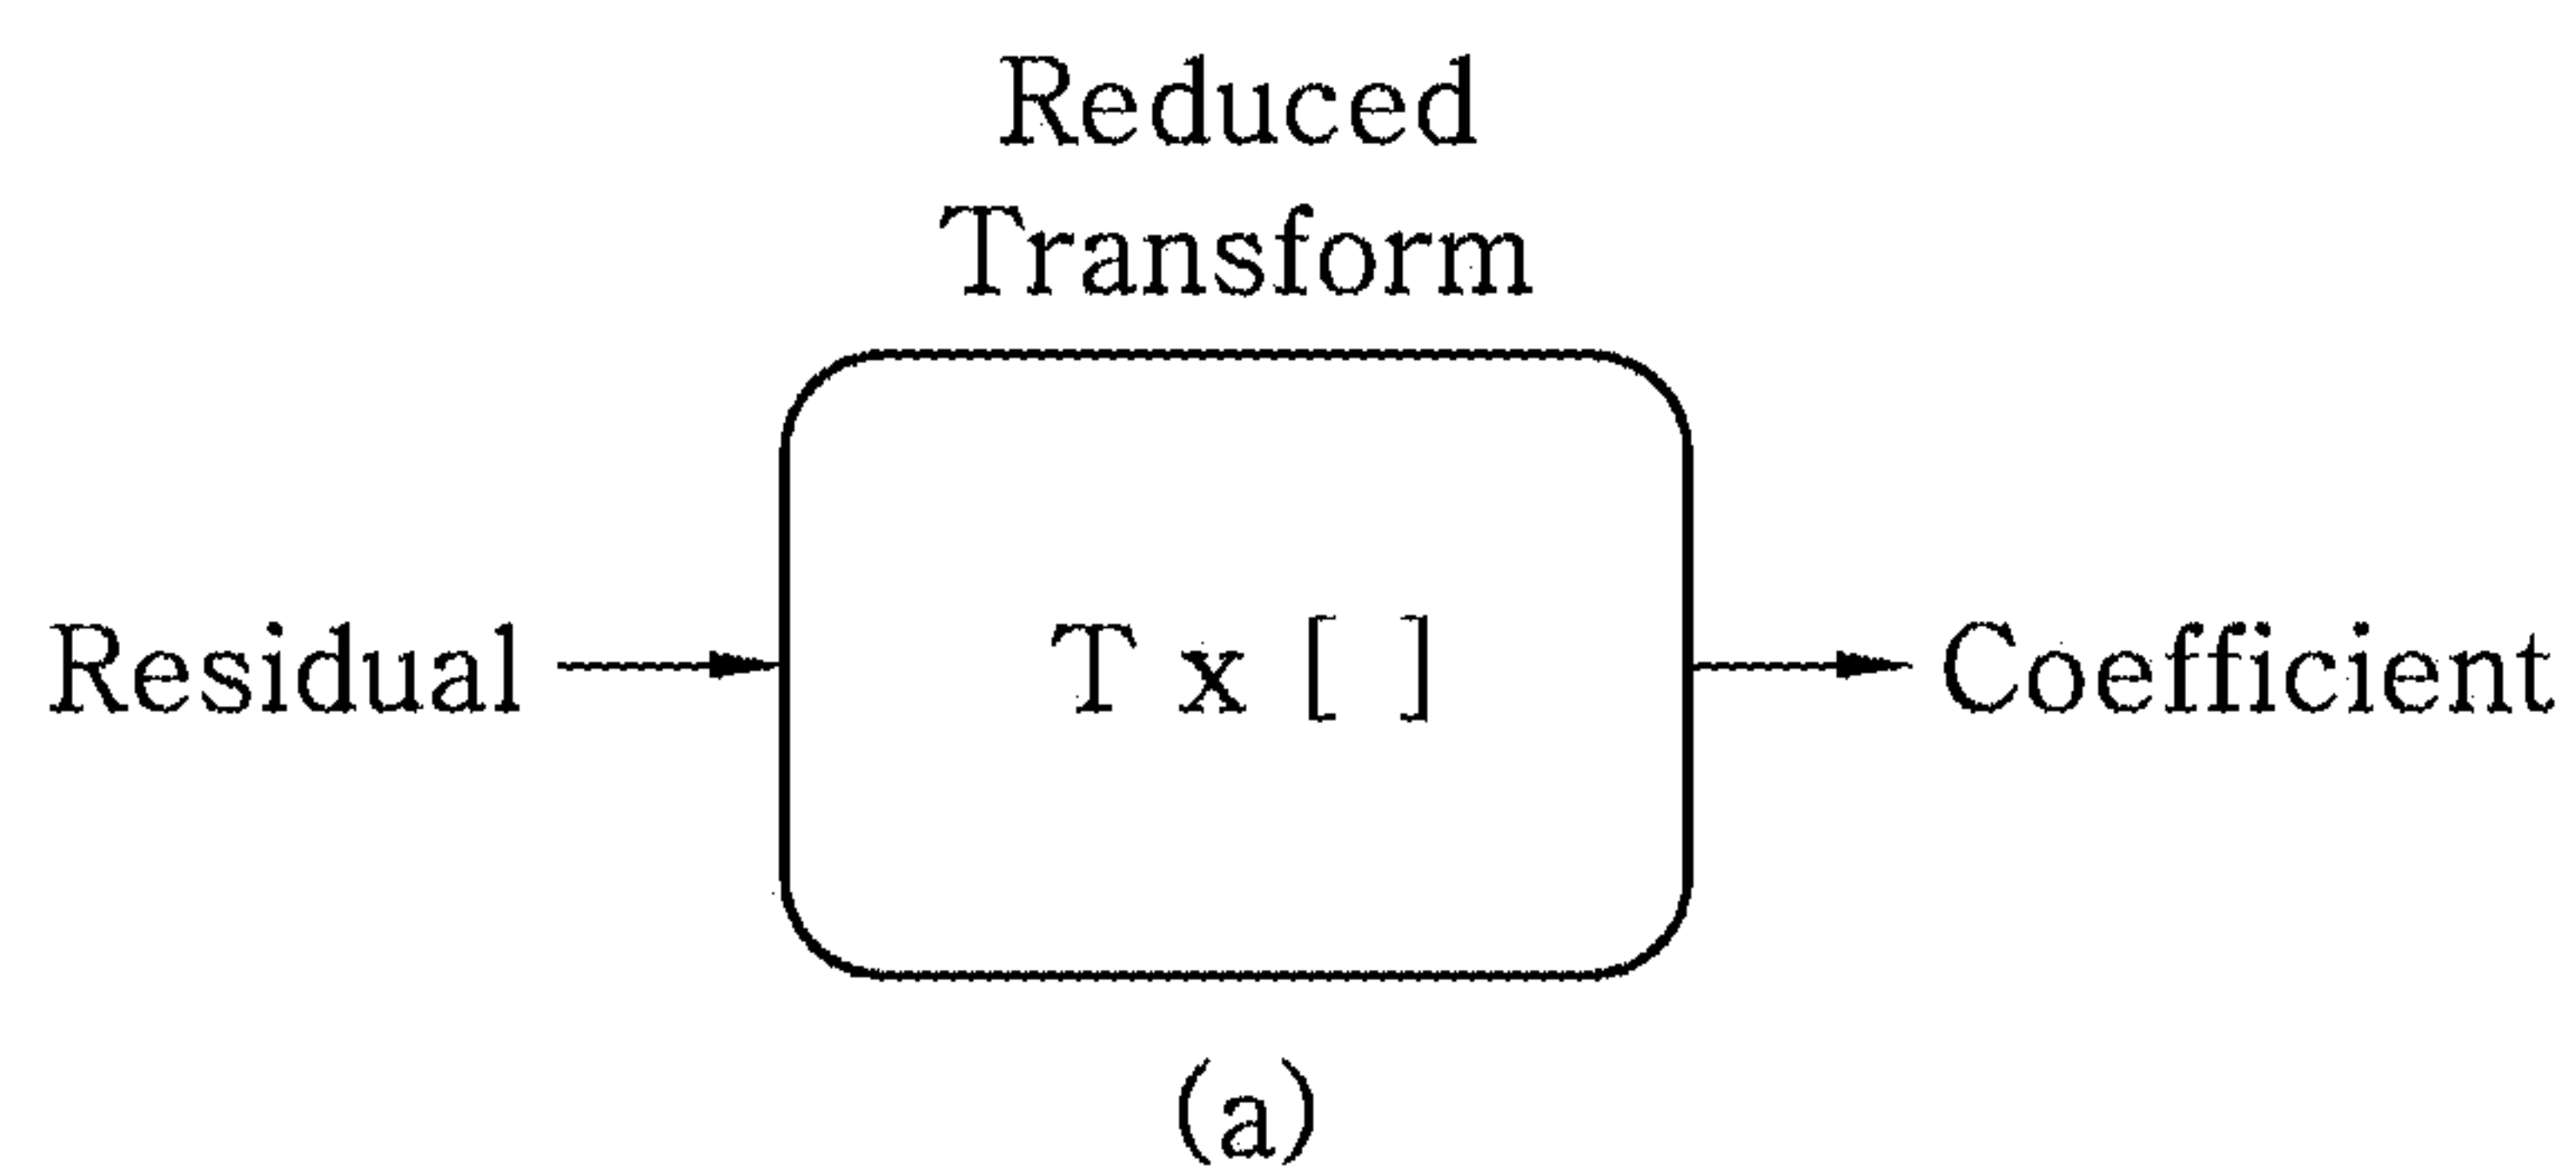 Reduced
Transform
Residual
T x [ ]
Coefficient
(a)